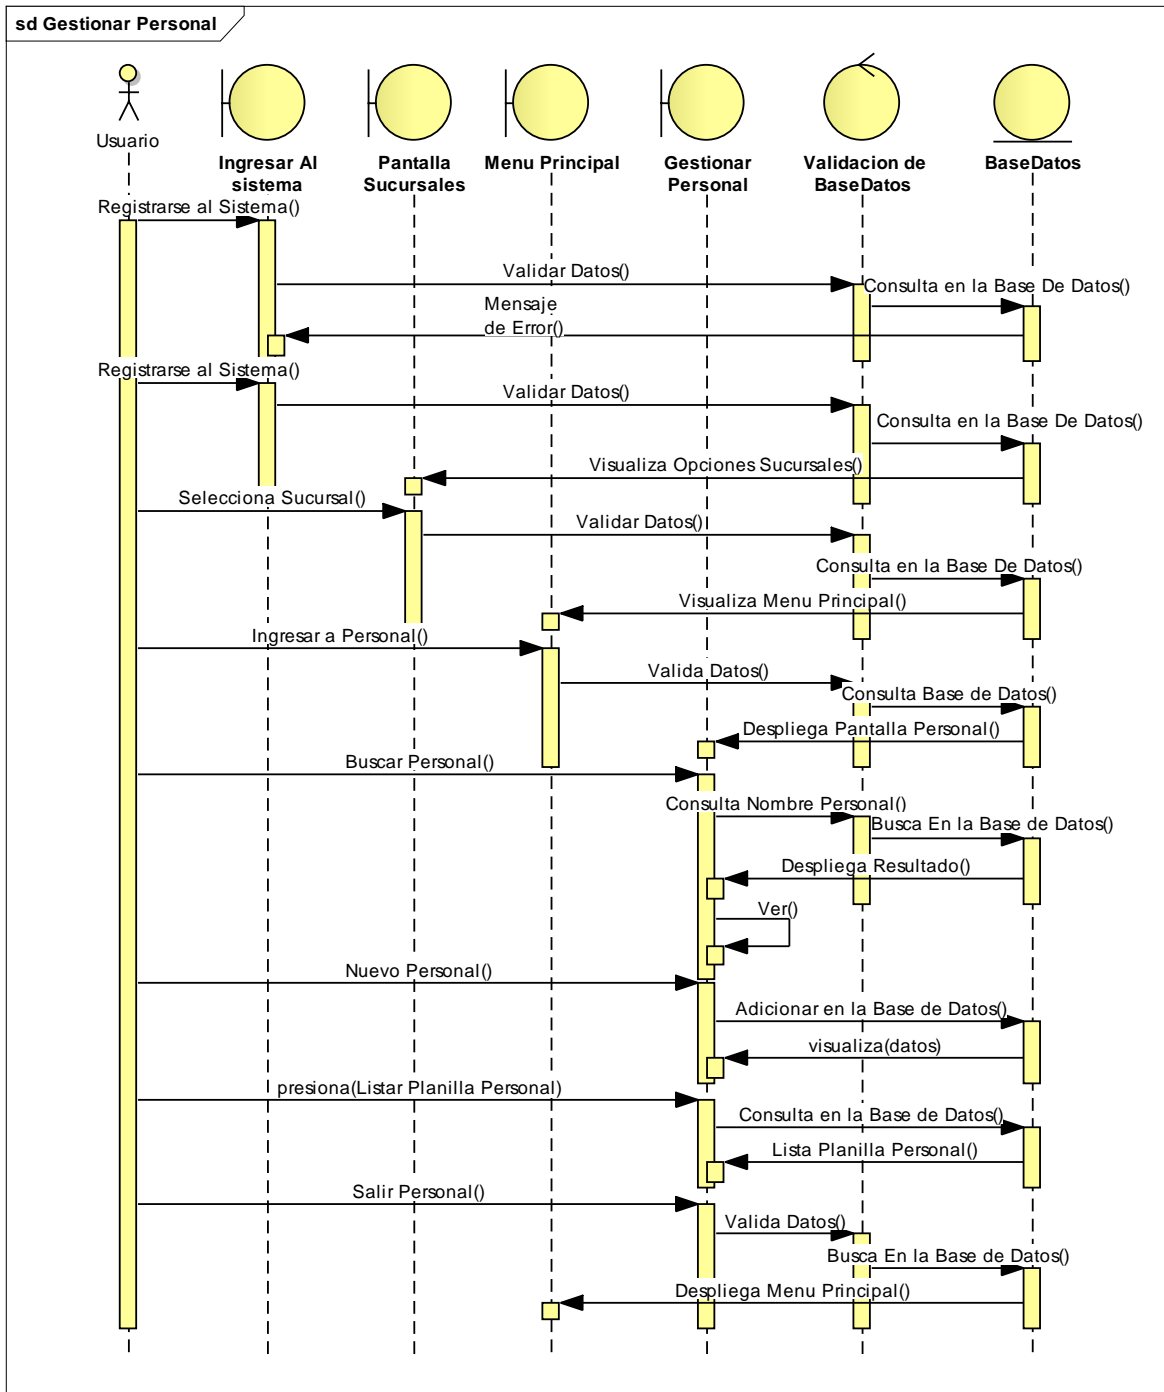 sd Gestionar Personal
Usuario
Ingresar Al
sistema
Pantalla
Sucursales
Menu Principal
Gestionar
Personal
Validacion de
BaseDatos
BaseDatos
Registrarse al Sistema()
Validar Datos()
Consulta en la Base De Datos()
Mensaje
de Error()
Registrarse al Sistema()
Validar Datos()
Consulta en la Base De Datos()
Visualiza Opciones Sucursales()
Selecciona Sucursal()
Validar Datos()
Consulta en la Base De Datos()
Visualiza Menu Principal()
Ingresar a Personal()
Valida Datos()
Consulta Base de Datos()
Despliega Pantalla Personal()
Buscar Personal()
Consulta Nombre Personal()
Busca En la Base de Datos()
Despliega Resultado()
Ver()
Nuevo Personal()
Adicionar en la Base de Datos()
visualiza(datos)
presiona(Listar Planilla Personal)
Consulta en la Base de Datos()
Lista Planilla Personal()
Salir Personal()
Valida Datos()
Busca En la Base de Datos()
Despliega Menu Principal()